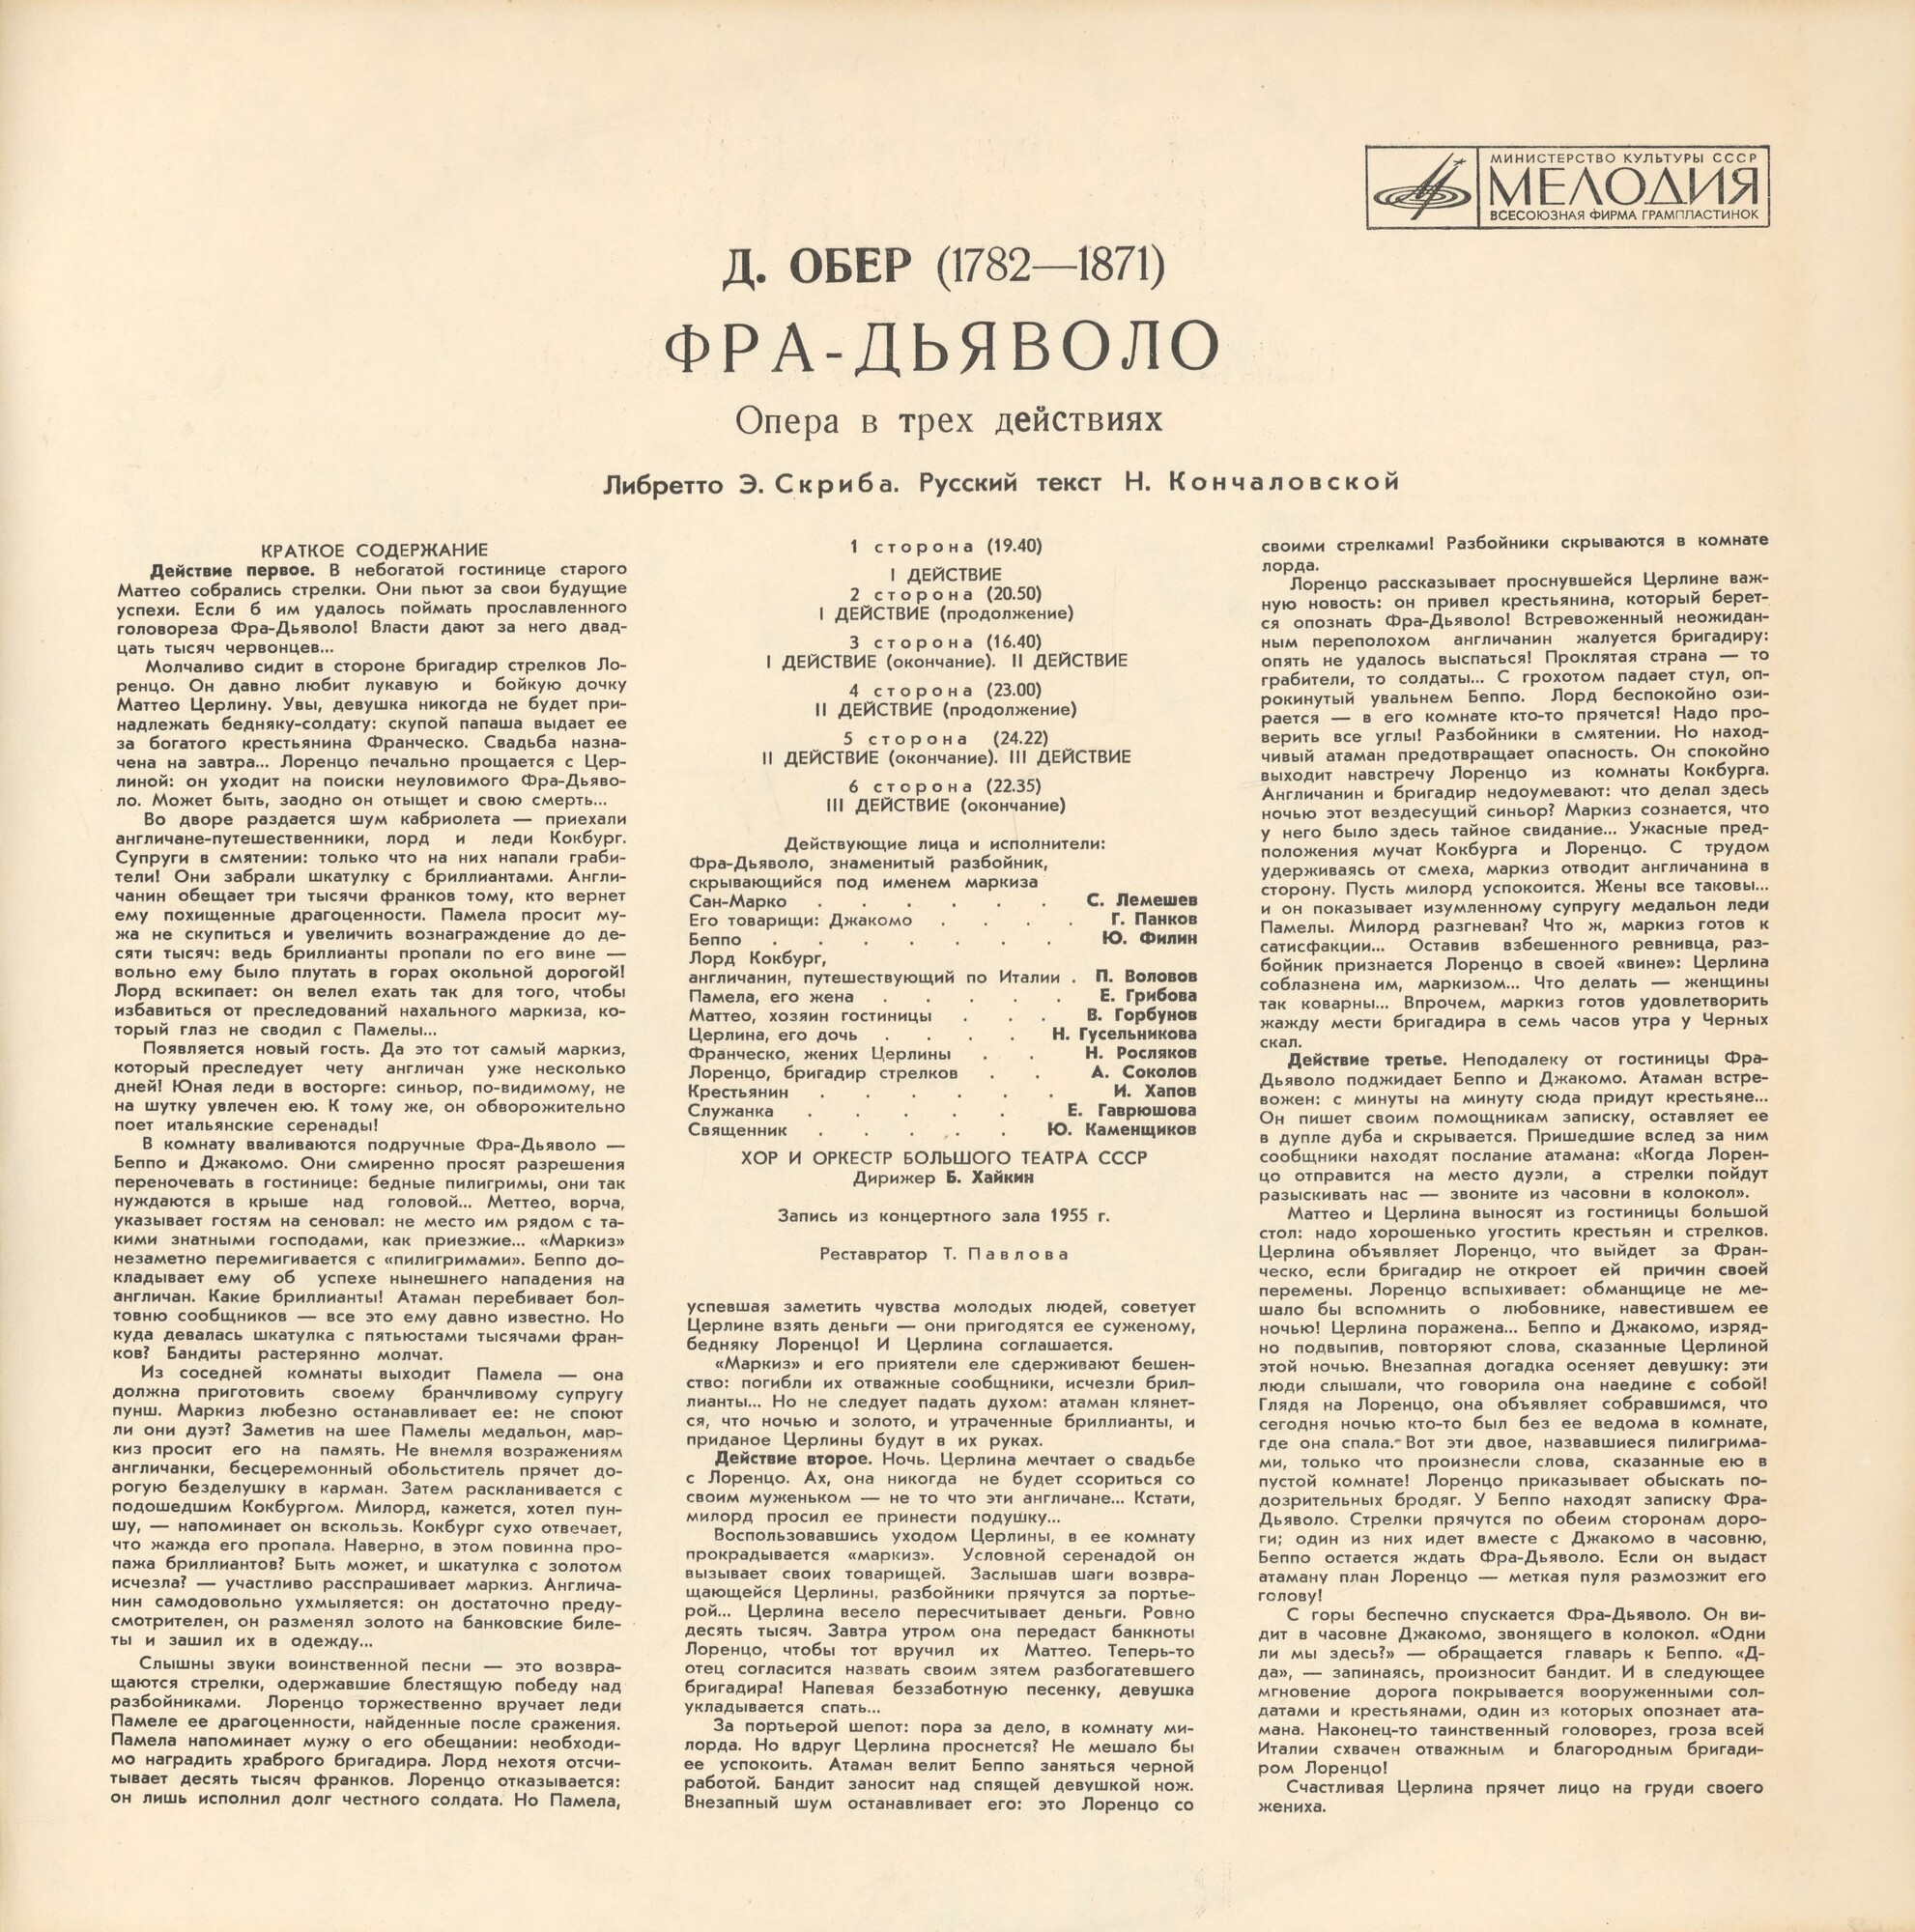 МИНИСТЕРСТВО КУЛЬТУРЫ СССР
МЕЛОДИЯ
ВСЕСОЮЗНАЯ ФИРМА ГРАМПЛАСТИНОК
Д. ОБЕР (1782—1871)
ФРА-ДЬЯВОЛО
Опера в трех действиях
Либретто Э. Скриба. Русский текст Н. Кончаловской
КРАТКОЕ СОДЕРЖАНИЕ
Действие первое. В небогатой гостинице старого
Маттео собрались стрелки. Они пьют за свои будущие
успехи. Если б им удалось поймать прославленного
головореза Фра-Дьяволо! Власти дают за него двад-
цать тысяч червонцев...
Молчаливо сидит в стороне бригадир стрелков Ло-
ренцо. Он давно любит лукавую и бойкую дочку
Маттео Церлину. Увы, девушка никогда не будет при-
надлежать бедняку-солдату: скупой папаша выдает ее
за богатого крестьянина Франческо. Свадьба назна-
чена на завтра... Лоренцо печально прощается с Цер-
линой: он уходит на поиски неуловимого Фра-Дьяво-
ло. Может быть, заодно он отыщет и свою смерть...
Во дворе раздается шум кабриолета — приехали
англичане-путешественники, лорд и леди Кокбург.
Супруги в смятении: только что на них напали граби-
тели! Они забрали шкатулку с бриллиантами. Англи-
чанин обещает три тысячи франков тому, кто вернет
ему похищенные драгоценности. Памела просит му-
жа не скупиться и увеличить вознаграждение до де-
сяти тысяч: ведь бриллианты пропали по его вине —
вольно ему было плутать в горах окольной дорогой!
Лорд вскипает: он велел ехать так для того, чтобы
избавиться от преследований нахального маркиза, ко-
торый глаз не сводил с Памелы...
Появляется новый гость. Да это тот самый маркиз,
который преследует чету англичан уже несколько
дней! Юная леди в восторге: синьор, по-видимому, не
на шутку увлечен ею. К тому же, он обворожительно
поет итальянские серенады!
В комнату вваливаются подручные Фра-Дьяволо —
Беппо и Джакомо. Они смиренно просят разрешения
переночевать в гостинице: бедные пилигримы, они так
нуждаются в крыше над головой... Меттео, ворча,
указывает гостям на сеновал: не место им рядом с та-
кими знатными господами, как приезжие... «Маркиз»
незаметно перемигивается с «пилигримами». Беппо до-
кладывает ему об успехе нынешнего нападения на
англичан. Какие бриллианты! Атаман перебивает бол-
товню сообщников — все это ему давно известно. Но
куда девалась шкатулка с пятьюстами тысячами фран-
ков? Бандиты растерянно молчат.
Из соседней комнаты выходит Памела — она
должна приготовить своему бранчливому супругу
пунш. Маркиз любезно останавливает ее: не споют
ли они дуэт? Заметив на шее Памелы медальон, мар-
киз просит его на память. Не внемля возражениям
англичанки, бесцеремонный обольститель прячет до-
рогую безделушку в карман. Затем раскланивается с
подошедшим Кокбургом. Милорд, кажется, хотел пун-
шу, — напоминает он вскользь. Кокбург сухо отвечает,
что жажда его пропала. Наверно, в этом повинна про-
пажа бриллиантов? Быть может, и шкатулка с золотом
исчезла? — участливо расспрашивает маркиз. Англича-
нин самодовольно ухмыляется: он достаточно преду-
смотрителен, он разменял золото на банковские биле-
ты и зашил их в одежду...
Слышны звуки воинственной песни — это возвра-
щаются стрелки, одержавшие блестящую победу над
разбойниками. Лоренцо торжественно вручает леди
Памеле ее драгоценности, найденные после сражения.
Памела напоминает мужу о его обещании: необходи-
мо наградить храброго бригадира. Лорд нехотя отсчи-
тывает десять тысяч франков. Лоренцо отказывается:
он лишь исполнил долг честного солдата. Но Памела,
1 сторона (19.40)
I ДЕЙСТВИЕ
2 сторона (20.50)
I ДЕЙСТВИЕ (продолжение)
3 сторона (16.40)
I ДЕЙСТВИЕ (окончание). II ДЕЙСТВИЕ
4 сторона (23.00)
II ДЕЙСТВИЕ (продолжение)
5 сторона (24.22)
II ДЕЙСТВИЕ (окончание). III ДЕЙСТВИЕ
6 сторона (22.35)
III ДЕЙСТВИЕ (окончание)
Действующие лица и исполнители:
Фра-Дьяволо, знаменитый разбойник,
скрывающийся под именем маркиза
Сан-Марко . . . . . . С. Лемешев
Его товарищи: Джакомо . . . . Г. Панков
Беппо . . . . . . . Ю. Филин
Лорд Кокбург,
англичанин, путешествующий по Италии . П. Воловов
Памела, его жена . . . . . Е. Грибова
Маттео, хозяин гостиницы . . . В. Горбунов
Церлина, его дочь . . . . Н. Гусельникова
Франческо, жених Церлины . . Н. Росляков
Лоренцо, бригадир стрелков . . А. Соколов
Крестьянин . . . . . . И. Хапов
Служанка . . . . . Е. Гаврюшова
Священник . . . . . Ю. Каменщиков
ХОР И ОРКЕСТР БОЛЬШОГО ТЕАТРА СССР
Дирижер Б. Хайкин
Запись из концертного зала 1955 г.
Реставратор Т. Павлова
успевшая заметить чувства молодых людей, советует
Церлине взять деньги — они пригодятся ее суженому,
бедняку Лоренцо! И Церлина соглашается.
«Маркиз» и его приятели еле сдерживают бешен-
ство: погибли их отважные сообщники, исчезли брил-
лианты... Но не следует падать духом: атаман клянет-
ся, что ночью и золото, и утраченные бриллианты, и
приданое Церлины будут в их руках.
Действие второе. Ночь. Церлина мечтает о свадьбе
с Лоренцо. Ах, она никогда не будет ссориться со
своим муженьком — не то что эти англичане... Кстати,
милорд просил ее принести подушку...
Воспользовавшись уходом Церлины, в ее комнату
прокрадывается «маркиз». Условной серенадой он
вызывает своих товарищей. Заслышав шаги возвра-
щающейся Церлины, разбойники прячутся за портье-
рой... Церлина весело пересчитывает деньги. Ровно
десять тысяч. Завтра утром она передаст банкноты
Лоренцо, чтобы тот вручил их Маттео. Теперь-то
отец согласится назвать своим зятем разбогатевшего
бригадира! Напевая беззаботную песенку, девушка
укладывается спать...
За портьерой шепот: пора за дело, в комнату ми-
лорда. Но вдруг Церлина проснется? Не мешало бы
ее успокоить. Атаман велит Беппо заняться черной
работой. Бандит заносит над спящей девушкой нож.
Внезапный шум останавливает его: это Лоренцо со
своими стрелками! Разбойники скрываются в комнате
лорда.
Лоренцо рассказывает проснувшейся Церлине важ-
ную новость: он привел крестьянина, который берет-
ся опознать Фра-Дьяволо! Встревоженный неожидан-
ным переполохом англичанин жалуется бригадиру:
опять не удалось выспаться! Проклятая страна — то
грабители, то солдаты... С грохотом падает стул, оп-
рокинутый увальнем Беппо. Лорд беспокойно ози-
рается — в его комнате кто-то прячется! Надо про-
верить все углы! Разбойники в смятении. Но наход-
чивый атаман предотвращает опасность. Он спокойно
выходит навстречу Лоренцо из комнаты Кокбурга.
Англичанин и бригадир недоумевают: что делал здесь
ночью этот вездесущий синьор? Маркиз сознается, что
у него было здесь тайное свидание... Ужасные пред-
положения мучат Кокбурга и Лоренцо. С трудом
удерживаясь от смеха, маркиз отводит англичанина в
сторону. Пусть милорд успокоится. Жены все таковы...
и он показывает изумленному супругу медальон леди
Памелы. Милорд разгневан? Что ж, маркиз готов к
сатисфакции... Оставив взбешенного ревнивца, раз-
бойник признается Лоренцо в своей «вине»: Церлина
соблазнена им, маркизом... Что делать — женщины
так коварны... Впрочем, маркиз готов удовлетворить
жажду мести бригадира в семь часов утра у Черных
скал.
Действие третье. Неподалеку от гостиницы Фра-
Дьяволо поджидает Беппо и Джакомо. Атаман встре-
вожен: с минуты на минуту сюда придут крестьяне...
Он пишет своим помощникам записку, оставляет ее
в дупле дуба и скрывается. Пришедшие вслед за ним
сообщники находят послание атамана: «Когда Лорен-
цо отправится на место дуэли, а стрелки пойдут
разыскивать нас — звоните из часовни в колокол».
Маттео и Церлина выносят из гостиницы большой
стол: надо хорошенько угостить крестьян и стрелков.
Церлина объявляет Лоренцо, что выйдет за Фран-
ческо, если бригадир не откроет ей причин своей
перемены. Лоренцо вспыхивает: обманщице не ме-
шало бы вспомнить о любовнике, навестившем ее
ночью! Церлина поражена... Беппо и Джакомо, изряд-
но подвыпив, повторяют слова, сказанные Церлиной
этой ночью. Внезапная догадка осеняет девушку: эти
люди слышали, что говорила она наедине с собой!
Глядя на Лоренцо, она объявляет собравшимся, что
сегодня ночью кто-то был без ее ведома в комнате,
где она спала. Вот эти двое, назвавшиеся пилигрима-
ми, только что произнесли слова, сказанные ею в
пустой комнате! Лоренцо приказывает обыскать по-
дозрительных бродяг. У Беппо находят записку Фра-
Дьяволо. Стрелки прячутся по обеим сторонам доро-
ги; один из них идет вместе с Джакомо в часовню,
Беппо остается ждать Фра-Дьяволо. Если он выдаст
атаману план Лоренцо — меткая пуля размозжит его
голову!
С горы беспечно спускается Фра-Дьяволо. Он ви-
дит в часовне Джакомо, звонящего в колокол. «Одни
ли мы здесь?» — обращается главарь к Беппо. «Д-
да», — запинаясь, произносит бандит. И в следующее
мгновение дорога покрывается вооруженными сол-
датами и крестьянами, один из которых опознает ата-
мана. Наконец-то таинственный головорез, гроза всей
Италии схвачен отважным и благородным бригади-
ром Лоренцо!
Счастливая Церлина прячет лицо на груди своего
жениха.